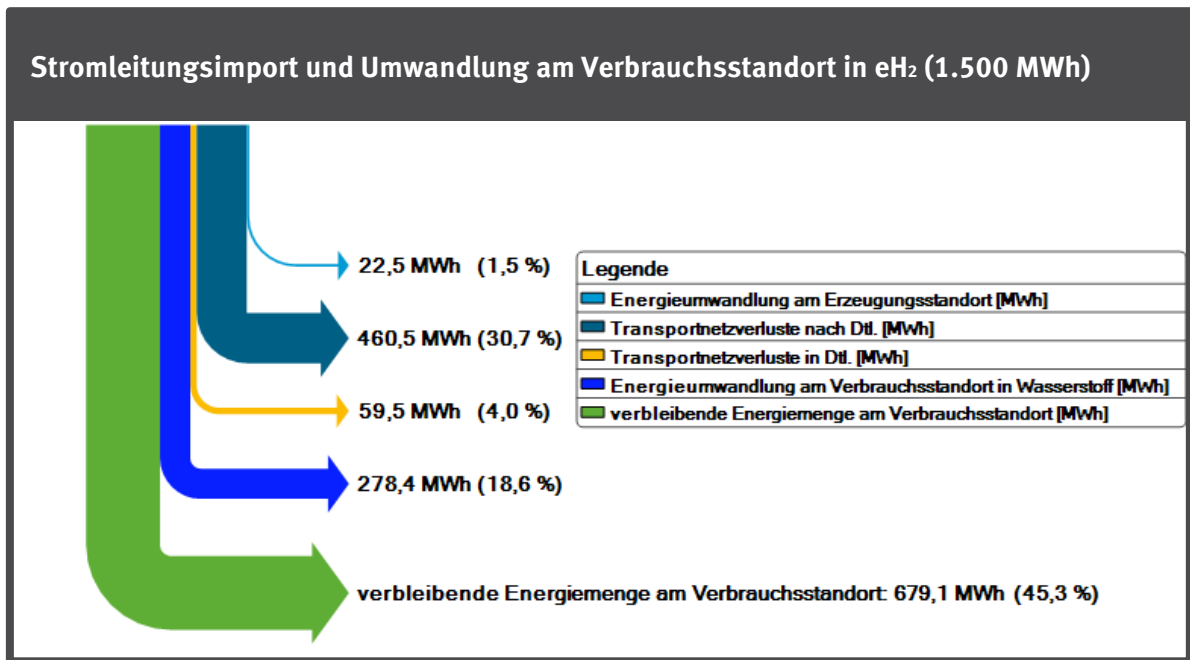 Stromleitungsimport und Umwandlung am Verbrauchsstandort in eH₂ (1.500 MWh)
22,5 MWh (1,5 %)
460,5 MWh (30,7 %)
59,5 MWh (4,0 %)
278,4 MWh (18,6 %)
verbleibende Energiemenge am Verbrauchsstandort: 679,1 MWh (45,3 %)
Legende
Energieumwandlung am Erzeugungsstandort [MWh]
Transportnetzverluste nach Dtl. [MWh]
Transportnetzverluste in Dtl. [MWh]
Energieumwandlung am Verbrauchsstandort in Wasserstoff [MWh]
verbleibende Energiemenge am Verbrauchsstandort [MWh]